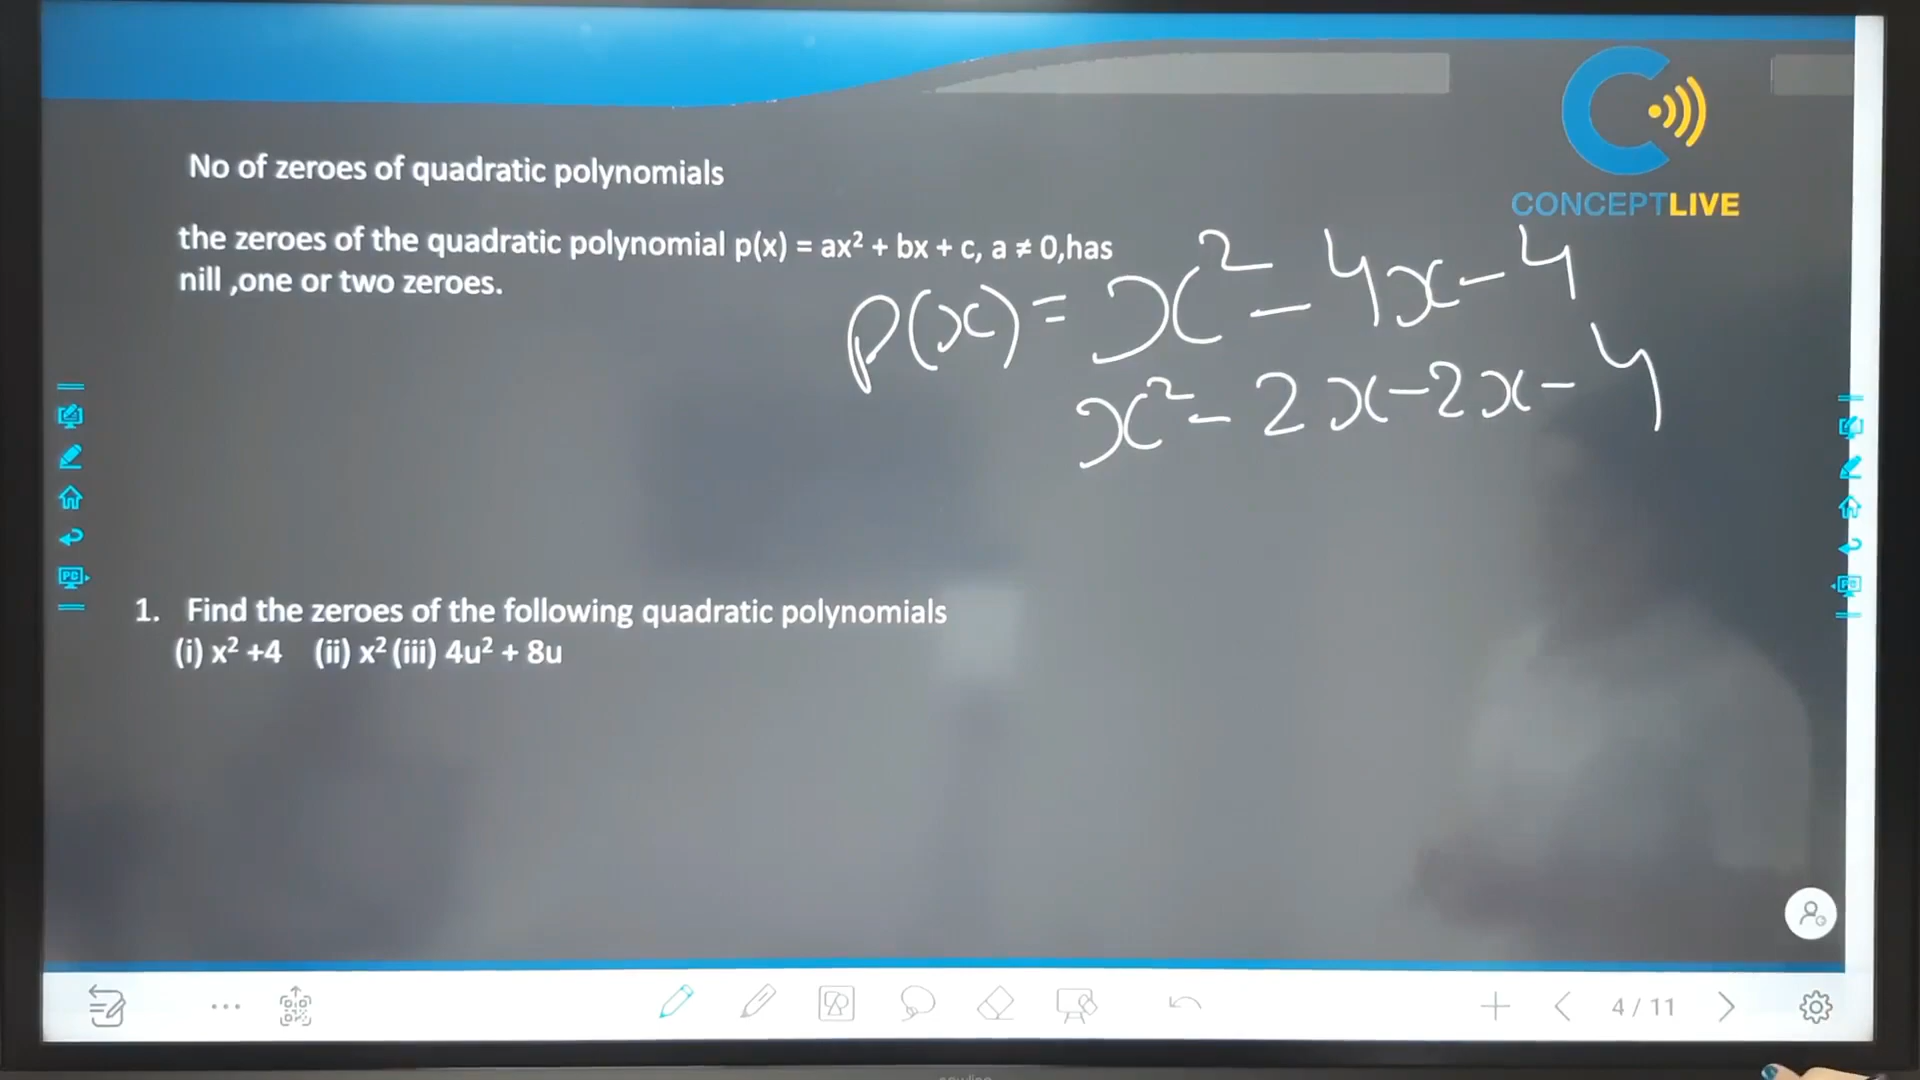 CONCEPTLIVE
No of zeroes of quadratic polynomials
the zeroes of the quadratic polynomial p(x) = ax² + bx + c, a ≠ 0,has
nill ,one or two zeroes.
p(x) = x² - 4x - 4
x² - 2x - 2x - 4
PC
PC
1. Find the zeroes of the following quadratic polynomials
(i) x² +4 (ii) x² (iii) 4u² + 8u
4 / 11